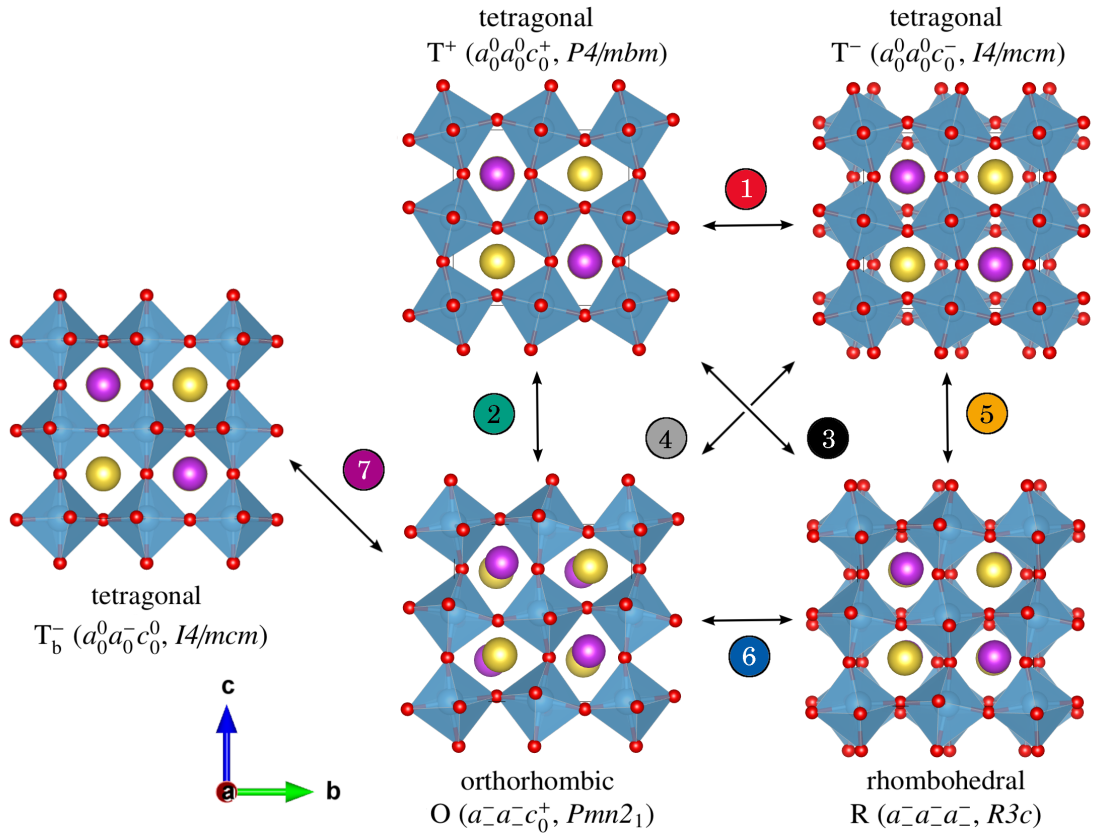 tetragonal
T⁺ (a⁰₀a⁰₀c⁺₀, P4/mbm)
tetragonal
T⁻ (a⁰₀a⁰₀c⁻₀, I4/mcm)
1
2
4
3
5
7
tetragonal
T⁻b (a⁰₀a⁻₀c⁰₀, I4/mcm)
6
c
a
b
orthorhombic
O (a⁻₋a⁻₋c⁺₀, Pmn2₁)
rhombohedral
R (a⁻₋a⁻₋a⁻₋, R3c)